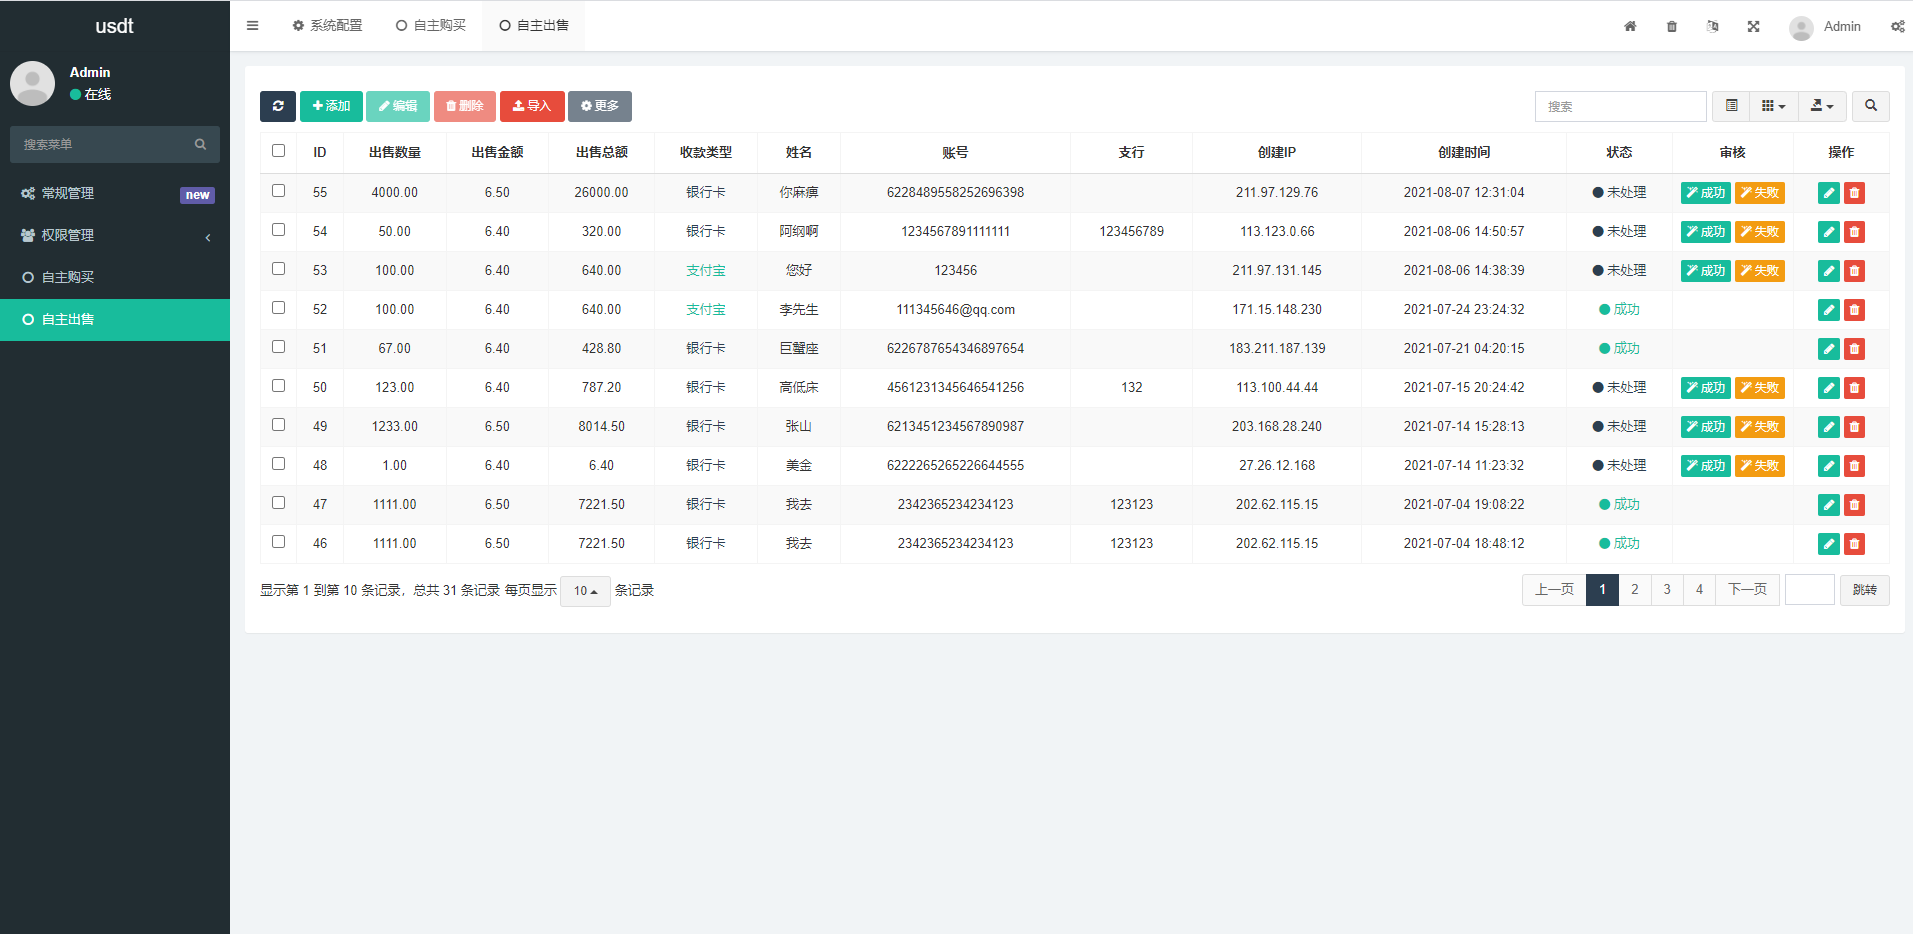 usdt
系统配置 自主购买 自主出售 Admin
Admin
在线
搜索菜单
常规管理 new
权限管理
自主购买
自主出售
添加 编辑 删除 导入 更多 搜索
ID 出售数量 出售金额 出售总额 收款类型 姓名 账号 支行 创建IP 创建时间 状态 审核 操作
55 4000.00 6.50 26000.00 银行卡 你麻痹 6228489558252696398 211.97.129.76 2021-08-07 12:31:04 未处理 成功 失败
54 50.00 6.40 320.00 银行卡 阿纲啊 1234567891111111 123456789 113.123.0.66 2021-08-06 14:50:57 未处理 成功 失败
53 100.00 6.40 640.00 支付宝 您好 123456 211.97.131.145 2021-08-06 14:38:39 未处理 成功 失败
52 100.00 6.40 640.00 支付宝 李先生 111345646@qq.com 171.15.148.230 2021-07-24 23:24:32 成功
51 67.00 6.40 428.80 银行卡 巨蟹座 6226787654346897654 183.211.187.139 2021-07-21 04:20:15 成功
50 123.00 6.40 787.20 银行卡 高低床 4561231345646541256 132 113.100.44.44 2021-07-15 20:24:42 未处理 成功 失败
49 1233.00 6.50 8014.50 银行卡 张山 6213451234567890987 203.168.28.240 2021-07-14 15:28:13 未处理 成功 失败
48 1.00 6.40 6.40 银行卡 美金 6222265265226644555 27.26.12.168 2021-07-14 11:23:32 未处理 成功 失败
47 1111.00 6.50 7221.50 银行卡 我去 2342365234234123 123123 202.62.115.15 2021-07-04 19:08:22 成功
46 1111.00 6.50 7221.50 银行卡 我去 2342365234234123 123123 202.62.115.15 2021-07-04 18:48:12 成功
显示第 1 到第 10 条记录，总共 31 条记录 每页显示 10 条记录 上一页 1 2 3 4 下一页 跳转